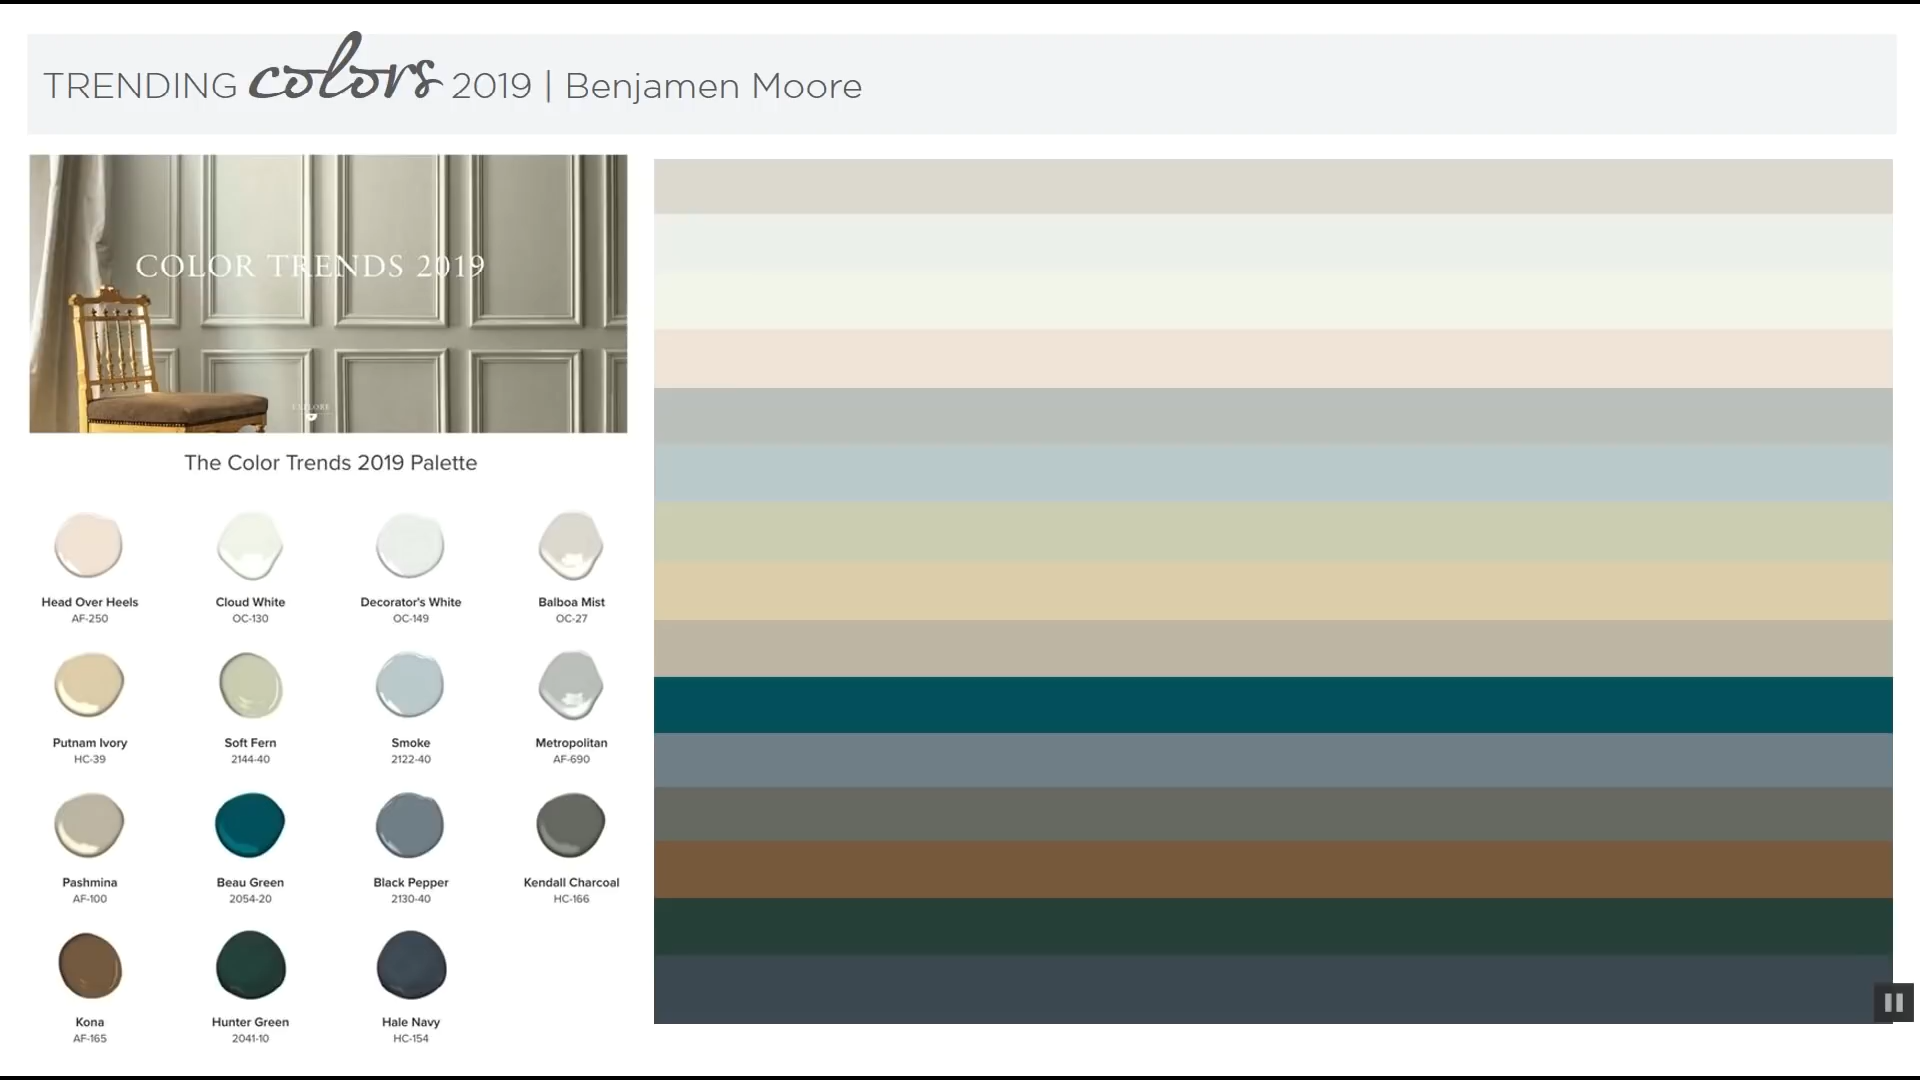 TRENDING colors 2019 | Benjamen Moore
COLOR TRENDS 2019
EXPLORE
The Color Trends 2019 Palette
Head Over Heels
AF-250
Cloud White
OC-130
Decorator's White
OC-149
Balboa Mist
OC-27
Putnam Ivory
HC-39
Soft Fern
2144-40
Smoke
2122-40
Metropolitan
AF-690
Pashmina
AF-100
Beau Green
2054-20
Black Pepper
2130-40
Kendall Charcoal
HC-166
Kona
AF-165
Hunter Green
2041-10
Hale Navy
HC-154